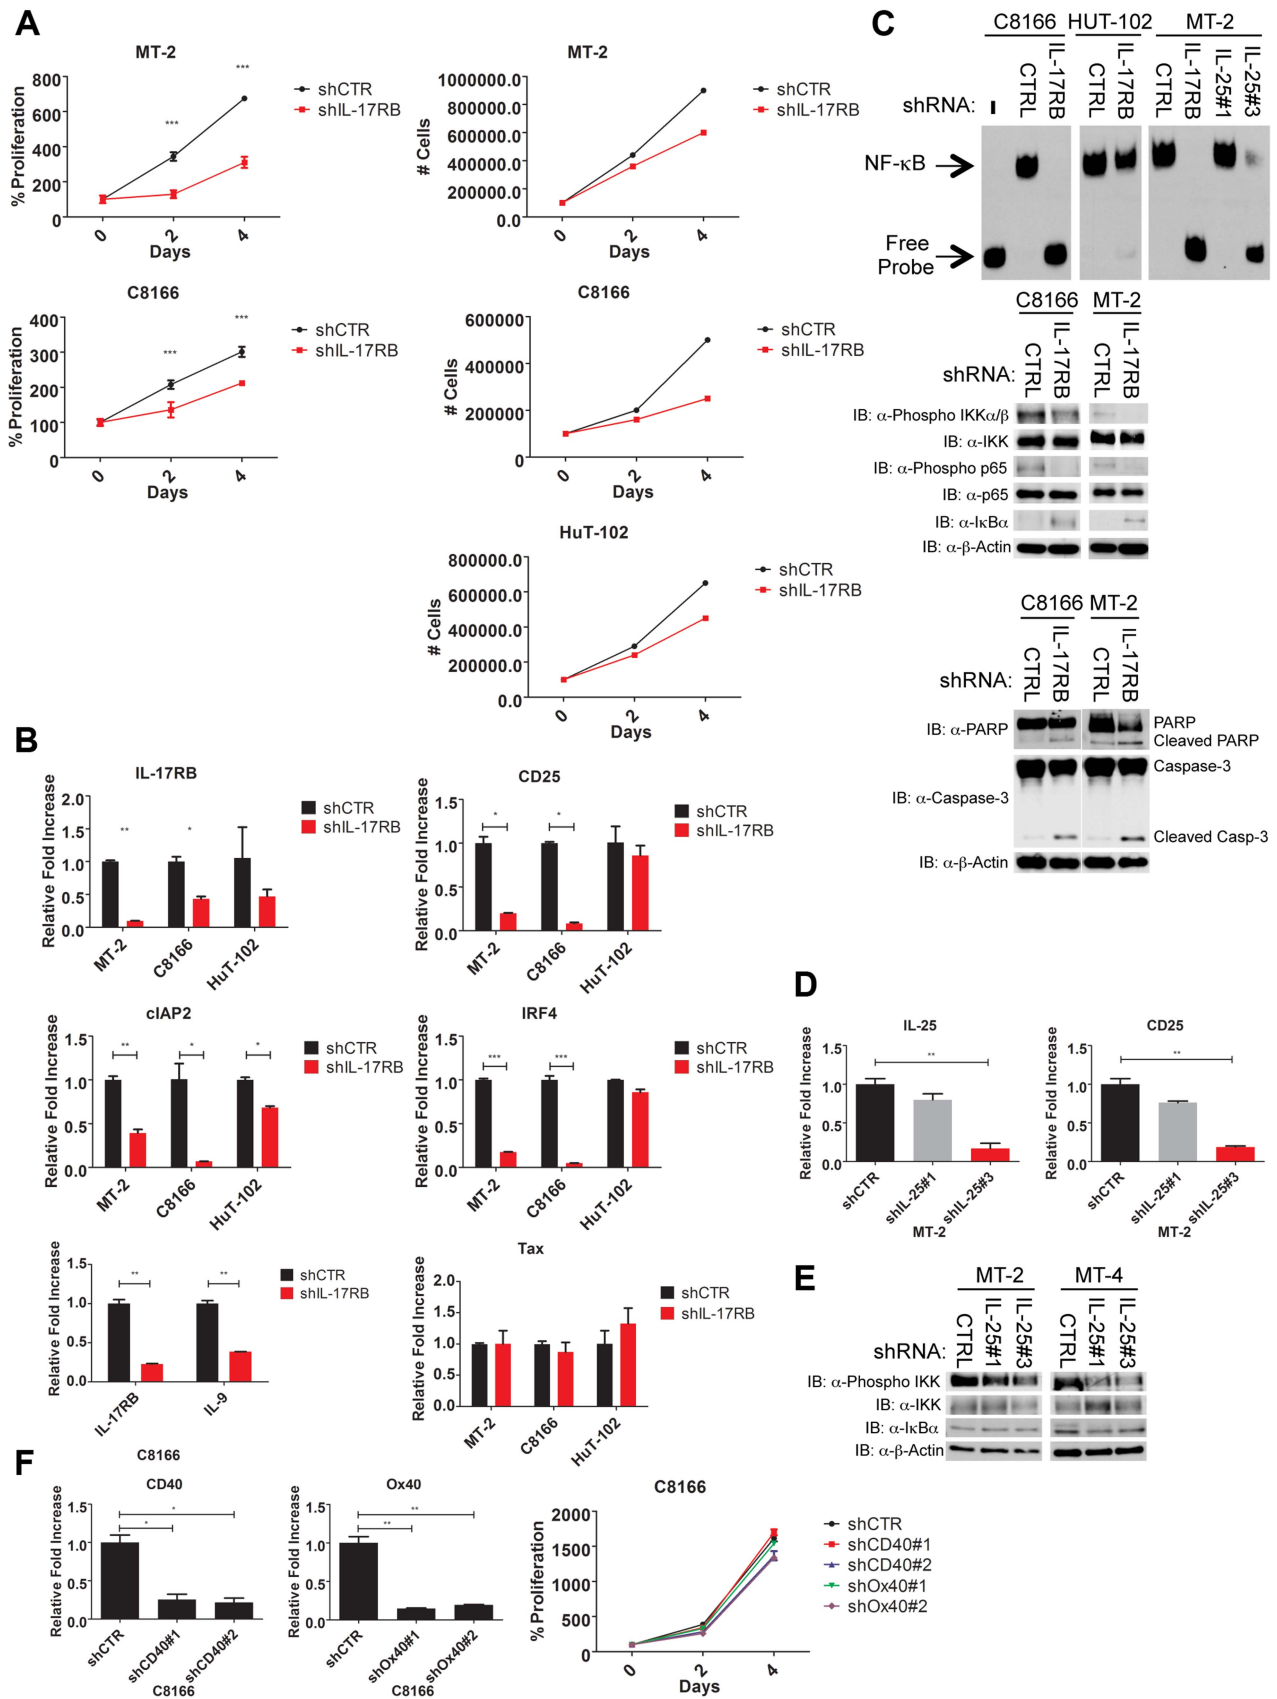 A
MT-2
800
600
400
200
0
% Proliferation
***
***
0
2
4
Days
shCTR
shIL-17RB
MT-2
1000000.0
800000.0
600000.0
400000.0
200000.0
0.0
# Cells
0
2
4
Days
shCTR
shIL-17RB
C8166
400
300
200
100
0
% Proliferation
***
***
0
2
4
Days
shCTR
shIL-17RB
C8166
600000
400000
200000
0
# Cells
0
2
4
Days
shCTR
shIL-17RB
HuT-102
800000.0
600000.0
400000.0
200000.0
0.0
# Cells
0
2
4
Days
shCTR
shIL-17RB
B
IL-17RB
2.0
1.5
1.0
0.5
0.0
Relative Fold Increase
**
*
MT-2
C8166
HuT-102
shCTR
shIL-17RB
CD25
1.5
1.0
0.5
0.0
Relative Fold Increase
*
*
MT-2
C8166
HuT-102
shCTR
shIL-17RB
cIAP2
1.5
1.0
0.5
0.0
Relative Fold Increase
**
*
*
MT-2
C8166
HuT-102
shCTR
shIL-17RB
IRF4
1.5
1.0
0.5
0.0
Relative Fold Increase
***
***
MT-2
C8166
HuT-102
shCTR
shIL-17RB
1.5
1.0
0.5
0.0
Relative Fold Increase
**
**
IL-17RB
IL-9
C8166
shCTR
shIL-17RB
Tax
2.0
1.5
1.0
0.5
0.0
Relative Fold Increase
MT-2
C8166
HuT-102
shCTR
shIL-17RB
C
C8166 HUT-102 MT-2
shRNA: - CTRL IL-17RB CTRL IL-17RB CTRL IL-17RB IL-25#1 IL-25#3
NF-κB
Free
Probe
C8166 MT-2
shRNA: CTRL IL-17RB CTRL IL-17RB
IB: α-Phospho IKKα/β
IB: α-IKK
IB: α-Phospho p65
IB: α-p65
IB: α-IκBα
IB: α-β-Actin
C8166 MT-2
shRNA: CTRL IL-17RB CTRL IL-17RB
IB: α-PARP
PARP
Cleaved PARP
Caspase-3
IB: α-Caspase-3
Cleaved Casp-3
IB: α-β-Actin
D
IL-25
1.5
1.0
0.5
0.0
Relative Fold Increase
**
shCTR
shIL-25#1
shIL-25#3
MT-2
CD25
1.5
1.0
0.5
0.0
Relative Fold Increase
**
shCTR
shIL-25#1
shIL-25#3
MT-2
E
MT-2 MT-4
shRNA: CTRL IL-25#1 IL-25#3 CTRL IL-25#1 IL-25#3
IB: α-Phospho IKK
IB: α-IKK
IB: α-IκBα
IB: α-β-Actin
F
CD40
1.5
1.0
0.5
0.0
Relative Fold Increase
*
*
shCTR
shCD40#1
shCD40#2
C8166
Ox40
1.5
1.0
0.5
0.0
Relative Fold Increase
**
**
shCTR
shOx40#1
shOx40#2
C8166
C8166
2000
1500
1000
500
0
% Proliferation
0
2
4
Days
shCTR
shCD40#1
shCD40#2
shOx40#1
shOx40#2